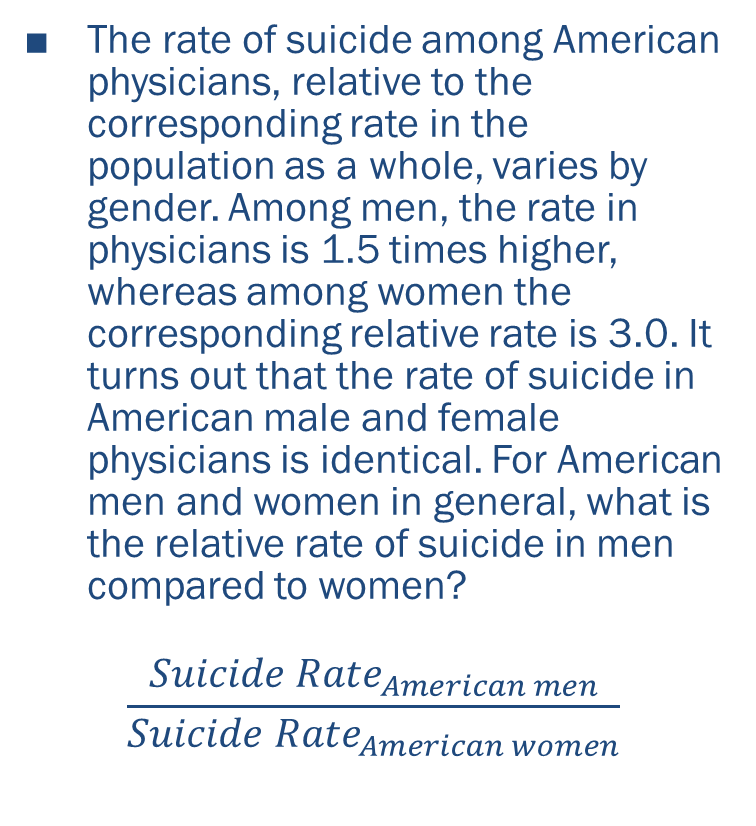 ■ The rate of suicide among American
physicians, relative to the
corresponding rate in the
population as a whole, varies by
gender. Among men, the rate in
physicians is 1.5 times higher,
whereas among women the
corresponding relative rate is 3.0. It
turns out that the rate of suicide in
American male and female
physicians is identical. For American
men and women in general, what is
the relative rate of suicide in men
compared to women?
Suicide Rate American men
Suicide Rate American women